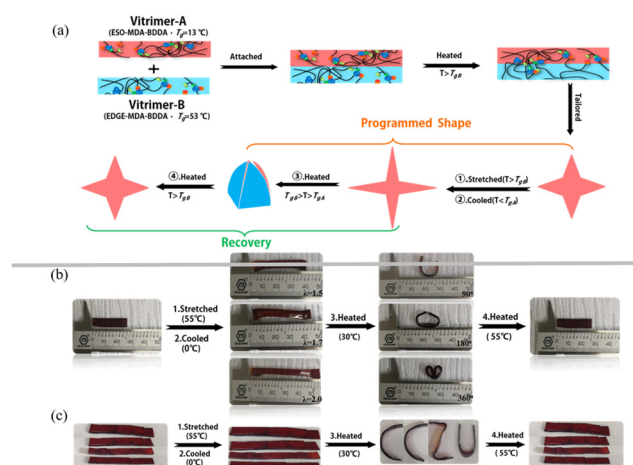 (a)
Vitrimer-A
(ESO-MDA-BDDA · Tg=13 ℃)
+
Vitrimer-B
(EDGE-MDA-BDDA · Tg=53 ℃)
Attached
Heated
T>TgB
Tailored
Programmed Shape
①.Stretched(T>TgB)
②.Cooled(T<TgA)
③.Heated
TgB>T>TgA
④.Heated
T>TgB
Recovery
(b)
1.Stretched
(55℃)
2.Cooled
(0℃)
λ=1.5
λ=1.7
λ=2.0
3.Heated
(30℃)
90°
180°
360°
4.Heated
(55℃)
(c)
1.Stretched
(55℃)
2.Cooled
(0℃)
3.Heated
(30℃)
4.Heated
(55℃)